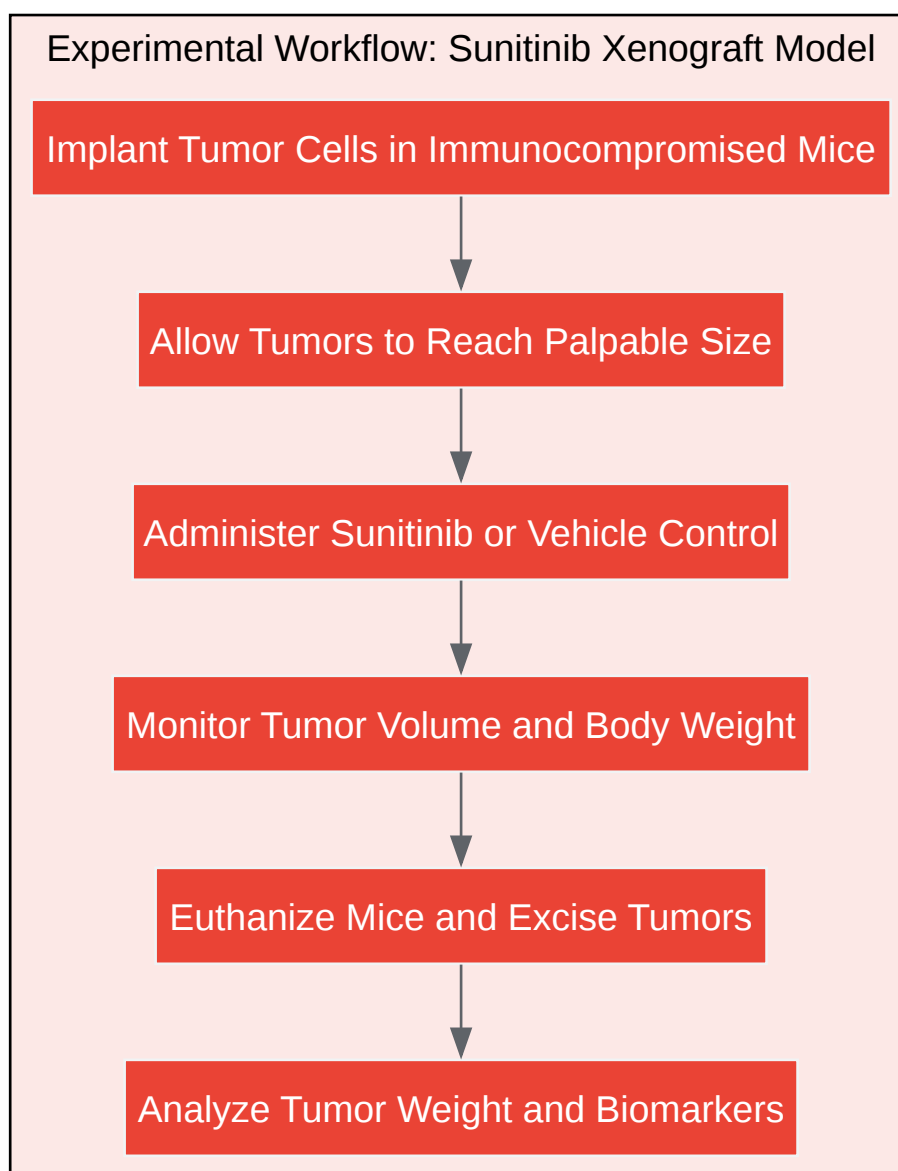 Experimental Workflow: Sunitinib Xenograft Model
Implant Tumor Cells in Immunocompromised Mice
Allow Tumors to Reach Palpable Size
Administer Sunitinib or Vehicle Control
Monitor Tumor Volume and Body Weight
Euthanize Mice and Excise Tumors
Analyze Tumor Weight and Biomarkers